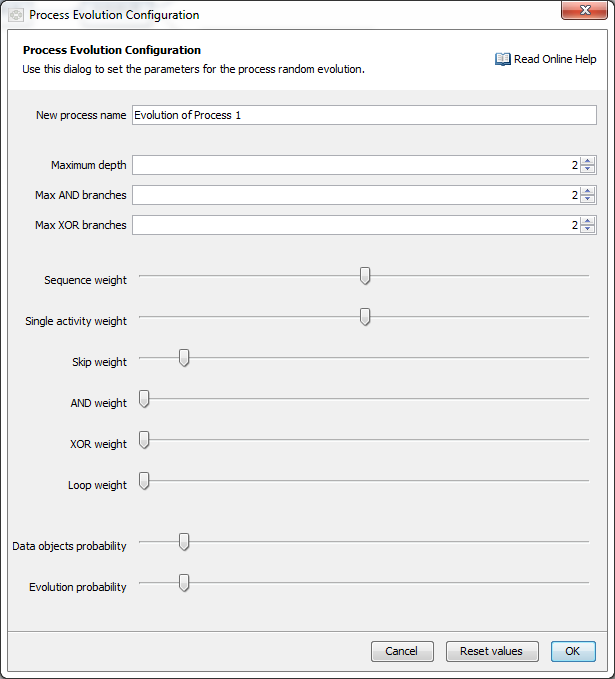 Process Evolution Configuration
Process Evolution Configuration
Use this dialog to set the parameters for the process random evolution.
Read Online Help
New process name Evolution of Process 1
Maximum depth 2
Max AND branches 2
Max XOR branches 2
Sequence weight
Single activity weight
Skip weight
AND weight
XOR weight
Loop weight
Data objects probability
Evolution probability
Cancel Reset values OK